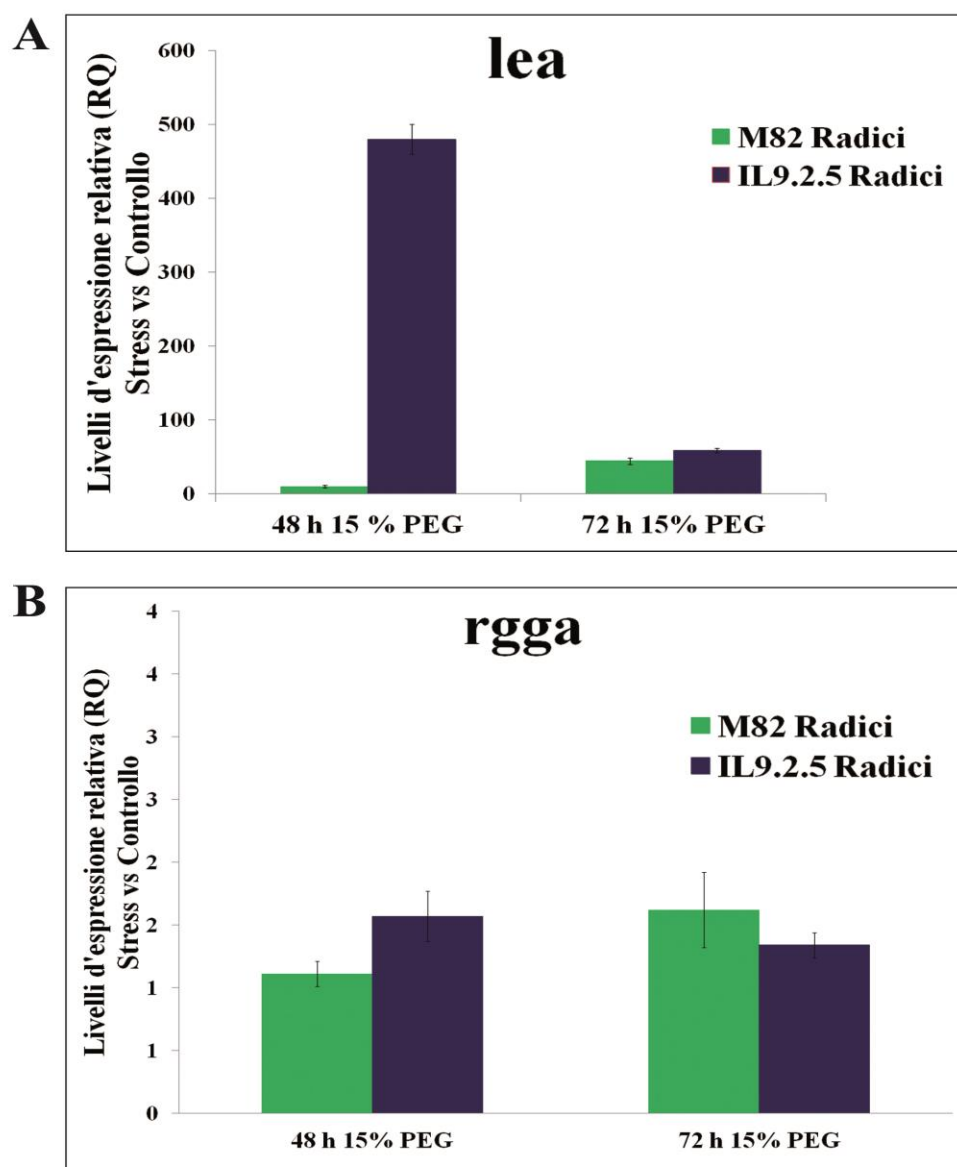 A
lea
600
500
400
300
200
100
0
Livelli d'espressione relativa (RQ)
Stress vs Controllo
M82 Radici
IL9.2.5 Radici
48 h 15 % PEG
72 h 15% PEG
B
rgga
4
4
3
3
2
2
1
1
0
Livelli d'espressione relativa (RQ)
Stress vs Controllo
M82 Radici
IL9.2.5 Radici
48 h 15% PEG
72 h 15% PEG